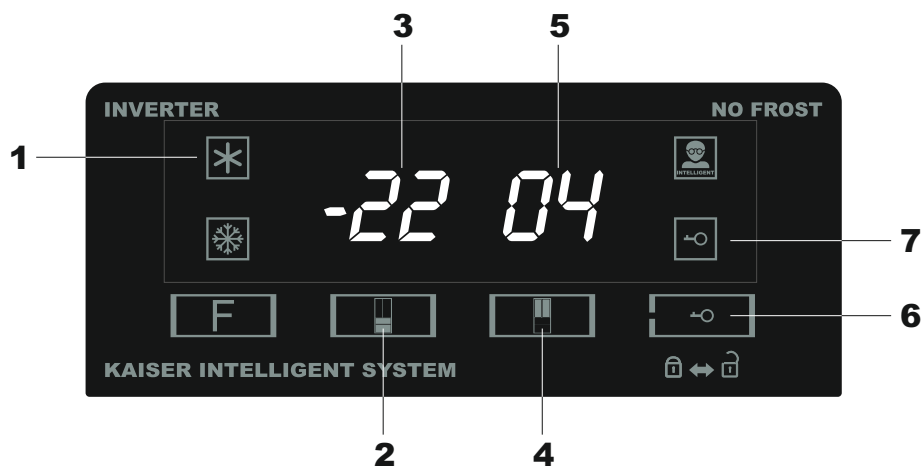 3 5
INVERTER NO FROST
1
INTELLIGENT
-22 04
7
F
6
KAISER INTELLIGENT SYSTEM
2 4